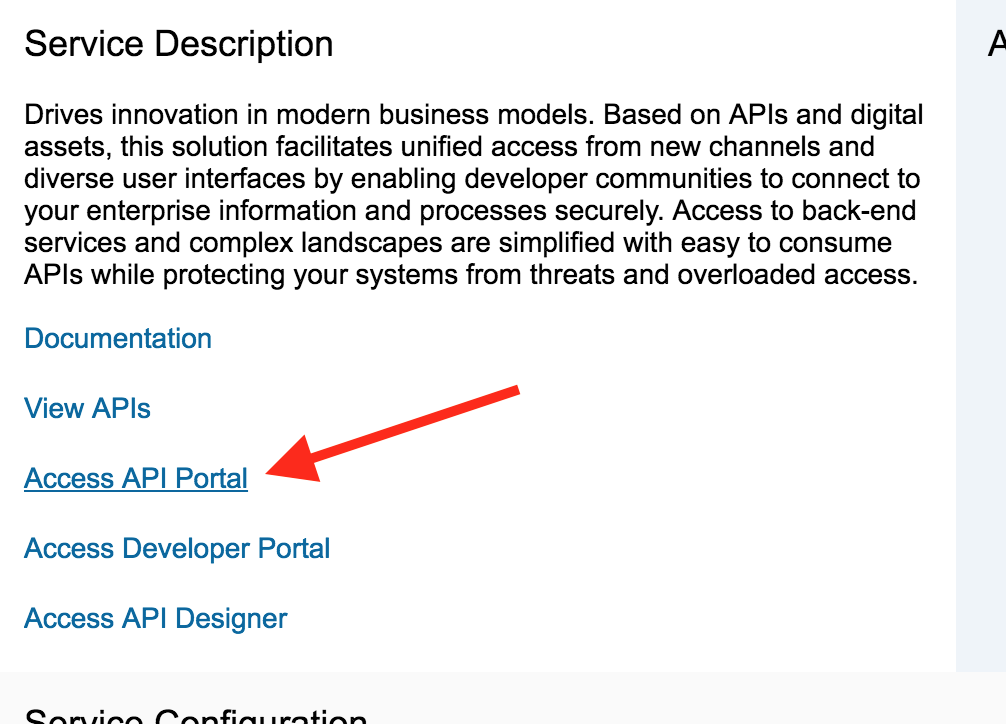 Service Description
A
Drives innovation in modern business models. Based on APIs and digital
assets, this solution facilitates unified access from new channels and
diverse user interfaces by enabling developer communities to connect to
your enterprise information and processes securely. Access to back-end
services and complex landscapes are simplified with easy to consume
APIs while protecting your systems from threats and overloaded access.
Documentation
View APIs
Access API Portal
Access Developer Portal
Access API Designer
Service Configuration